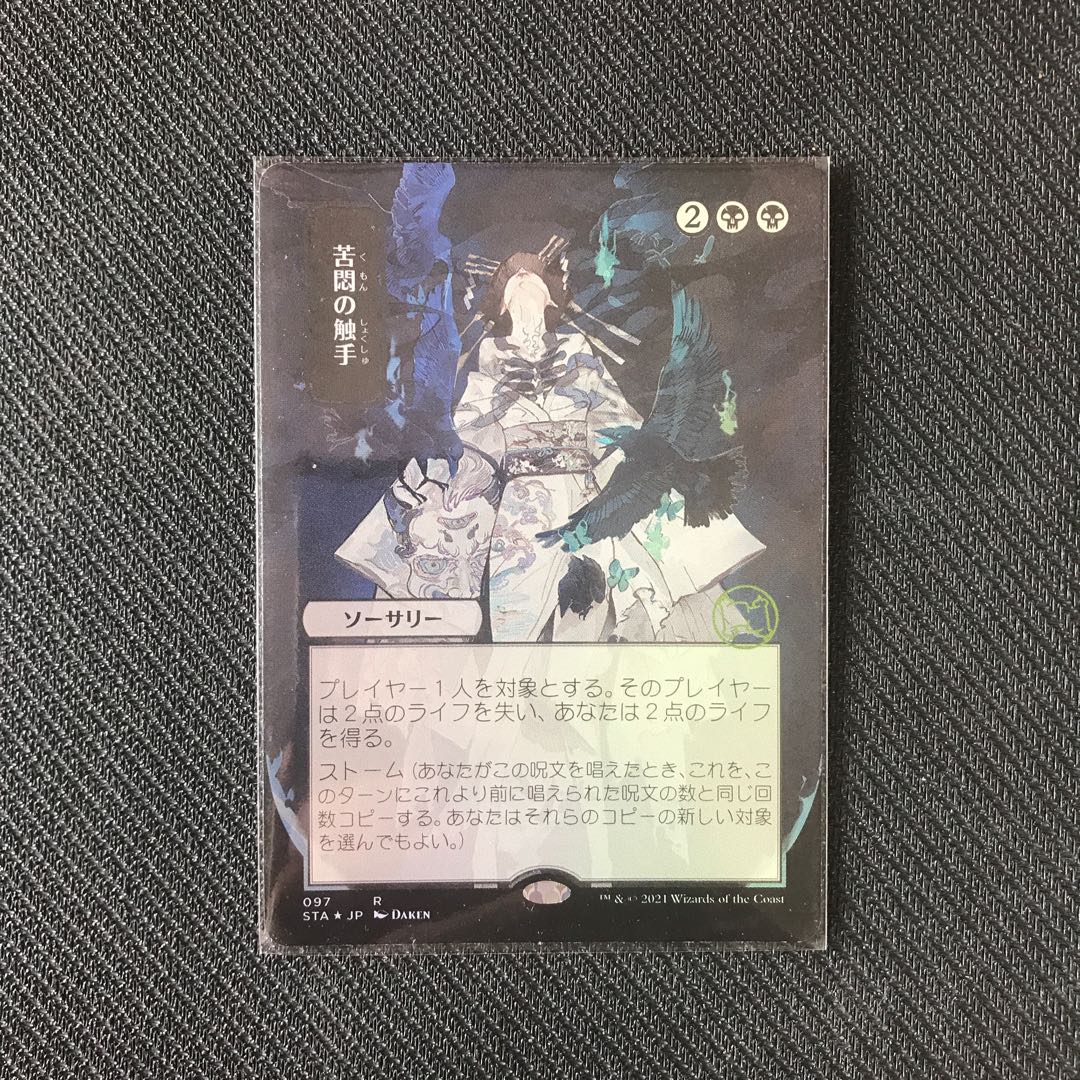 2
苦悶の触手
くもん しょくしゅ
ソーサリー
プレイヤー1人を対象とする。そのプレイヤー
は2点のライフを失い、あなたは2点のライフ
を得る。
ストーム(あなたがこの呪文を唱えたとき、これを、こ
のターンにこれより前に唱えられた呪文の数と同じ回
数コピーする。あなたはそれらのコピーの新しい対象
を選んでもよい。)
097 R
STA★JP DAKEN
™ & © 2021 Wizards of the Coast